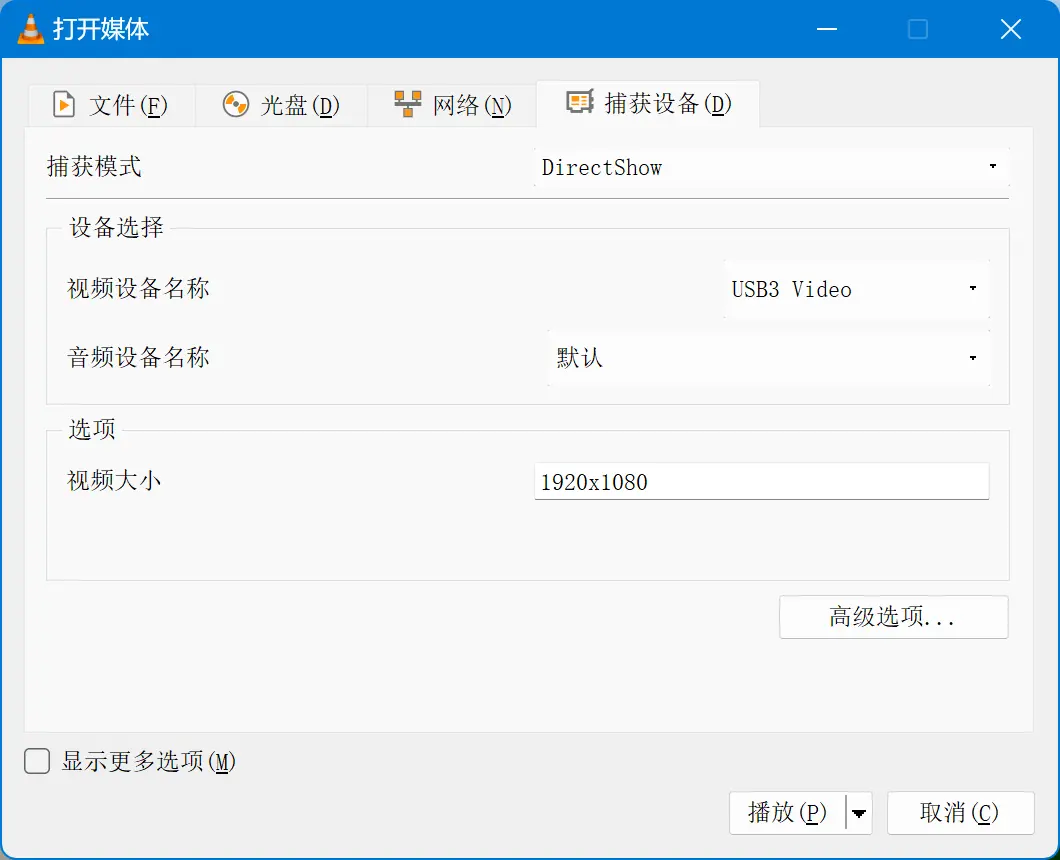 打开媒体
文件(F) 光盘(D) 网络(N) 捕获设备(D)
捕获模式 DirectShow
设备选择
视频设备名称 USB3 Video
音频设备名称 默认
选项
视频大小 1920x1080
高级选项...
显示更多选项(M)
播放(P) 取消(C)